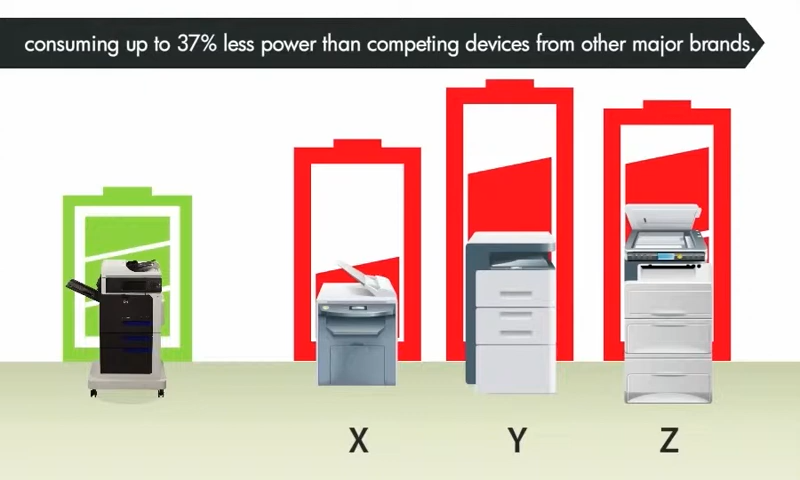 consuming up to 37% less power than competing devices from other major brands.
X Y Z